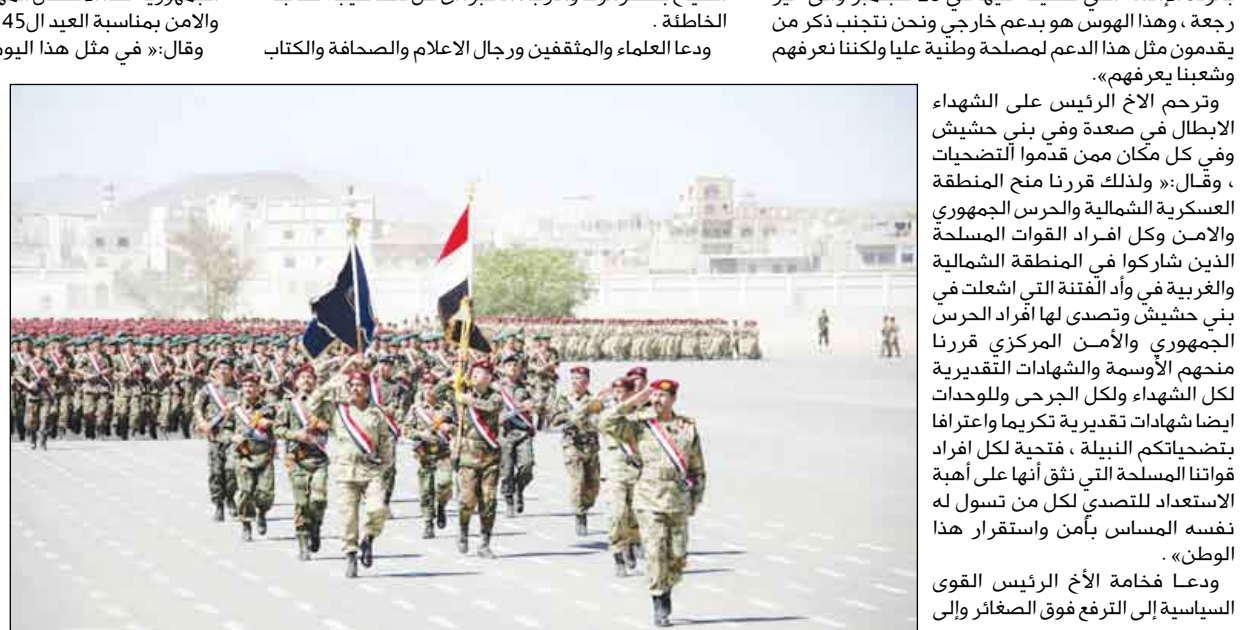 رجعة ، وهذا الهوس هو بدعم خارجي ونحن نتجنب ذكر من
يقدمون مثل هذا الدعم لمصلحة وطنية عليا ولكننا نعرفهم
وشعبنا يعرفهم».
وترحم الاخ الرئيس على الشهداء
الابطال في صعدة وفي بني حشيش
وفي كل مكان ممن قدموا التضحيات
، وقال:« ولذلك قررنا منح المنطقة
العسكرية الشمالية والحرس الجمهوري
والامن وكل افراد القوات المسلحة
الذين شاركوا في المنطقة الشمالية
والغربية في وأد الفتنة التي اشعلت في
بني حشيش وتصدى لها افراد الحرس
الجمهوري والأمن المركزي قررنا
منحهم الأوسمة والشهادات التقديرية
لكل الشهداء ولكل الجرحى وللوحدات
ايضا شهادات تقديرية تكريما واعترافا
بتضحياتكم النبيلة ، فتحية لكل افراد
قواتنا المسلحة التي نثق أنها على أهبة
الاستعداد للتصدي لكل من تسول له
نفسه المساس بأمن واستقرار هذا
الوطن» .
ودعا فخامة الأخ الرئيس القوى
السياسية إلى الترفع فوق الصغائر وإلى
الخاطئة .
ودعا العلماء والمثقفين ورجال الاعلام والصحافة والكتاب
والامن بمناسبة العيد ال45
وقال:« في مثل هذا اليوم